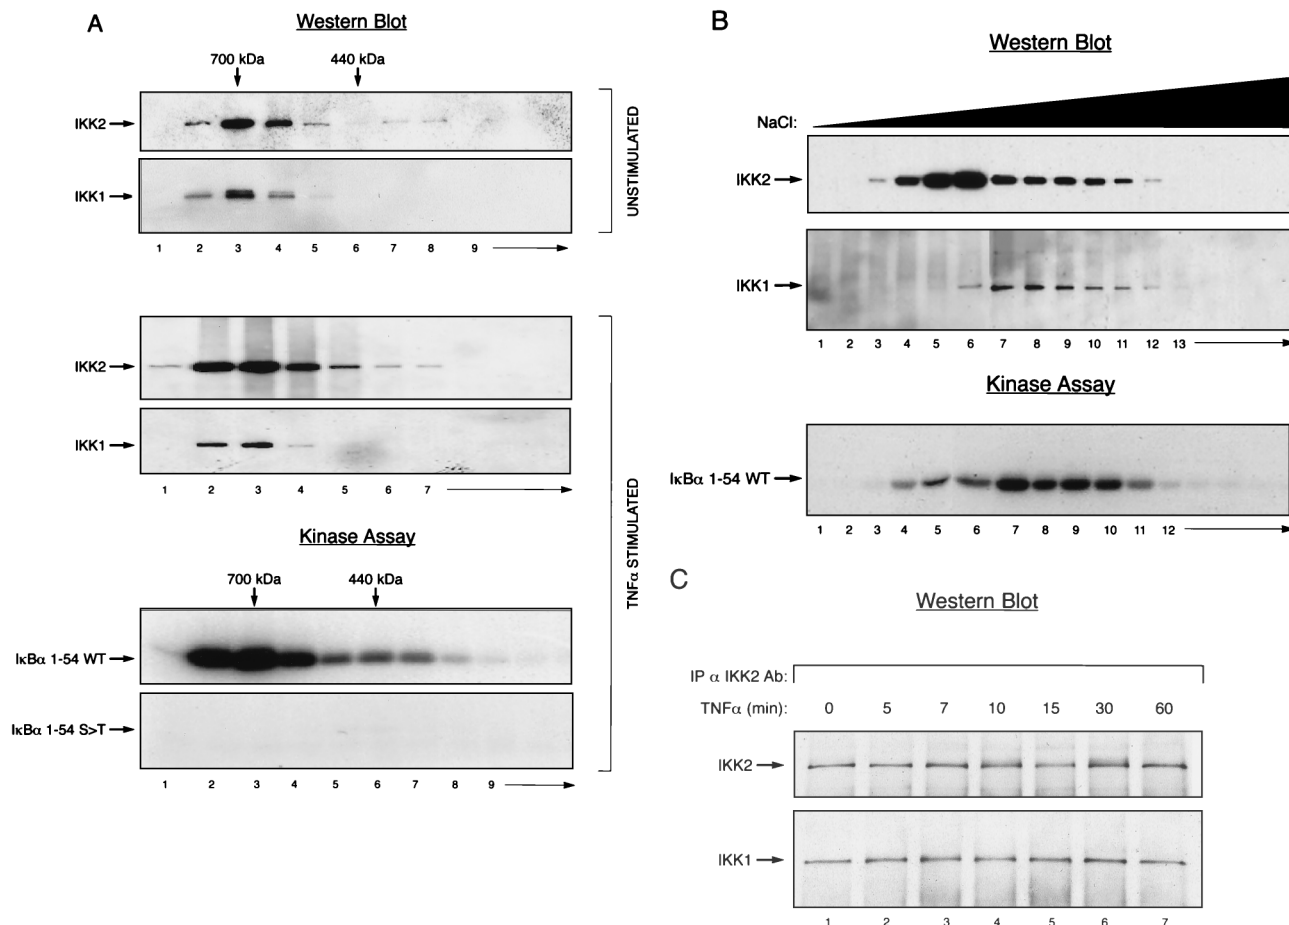 A
Western Blot
700 kDa
440 kDa
IKK2
IKK1
UNSTIMULATED
1 2 3 4 5 6 7 8 9
IKK2
IKK1
1 2 3 4 5 6 7
TNFα STIMULATED
Kinase Assay
700 kDa
440 kDa
IκBα 1-54 WT
IκBα 1-54 S>T
1 2 3 4 5 6 7 8 9
B
Western Blot
NaCl:
IKK2
IKK1
1 2 3 4 5 6 7 8 9 10 11 12 13
Kinase Assay
IκBα 1-54 WT
1 2 3 4 5 6 7 8 9 10 11 12
C
Western Blot
IP α IKK2 Ab:
TNFα (min): 0 5 7 10 15 30 60
IKK2
IKK1
1 2 3 4 5 6 7